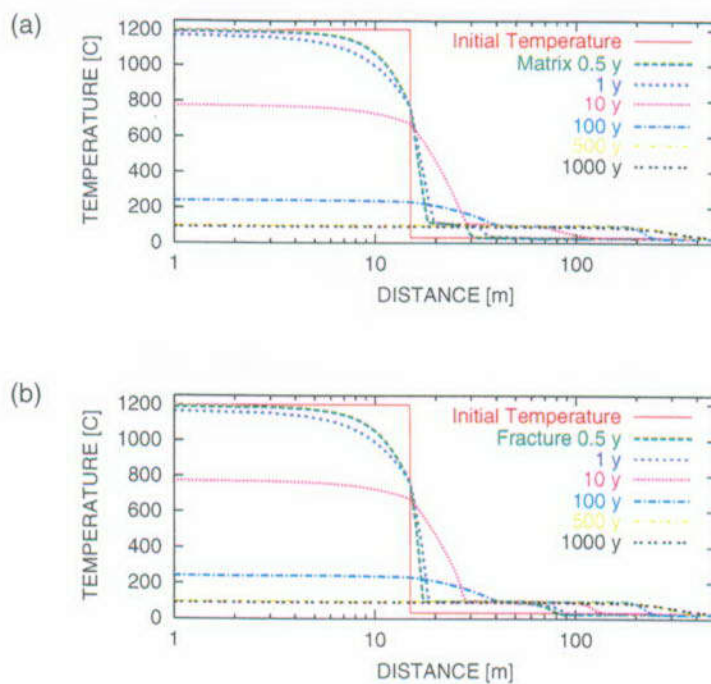 (a)
TEMPERATURE [C]
1200
1000
800
600
400
200
0
Initial Temperature
Matrix 0.5 y
1 y
10 y
100 y
500 y
1000 y
1
10
100
DISTANCE [m]
(b)
TEMPERATURE [C]
1200
1000
800
600
400
200
0
Initial Temperature
Fracture 0.5 y
1 y
10 y
100 y
500 y
1000 y
1
10
100
DISTANCE [m]